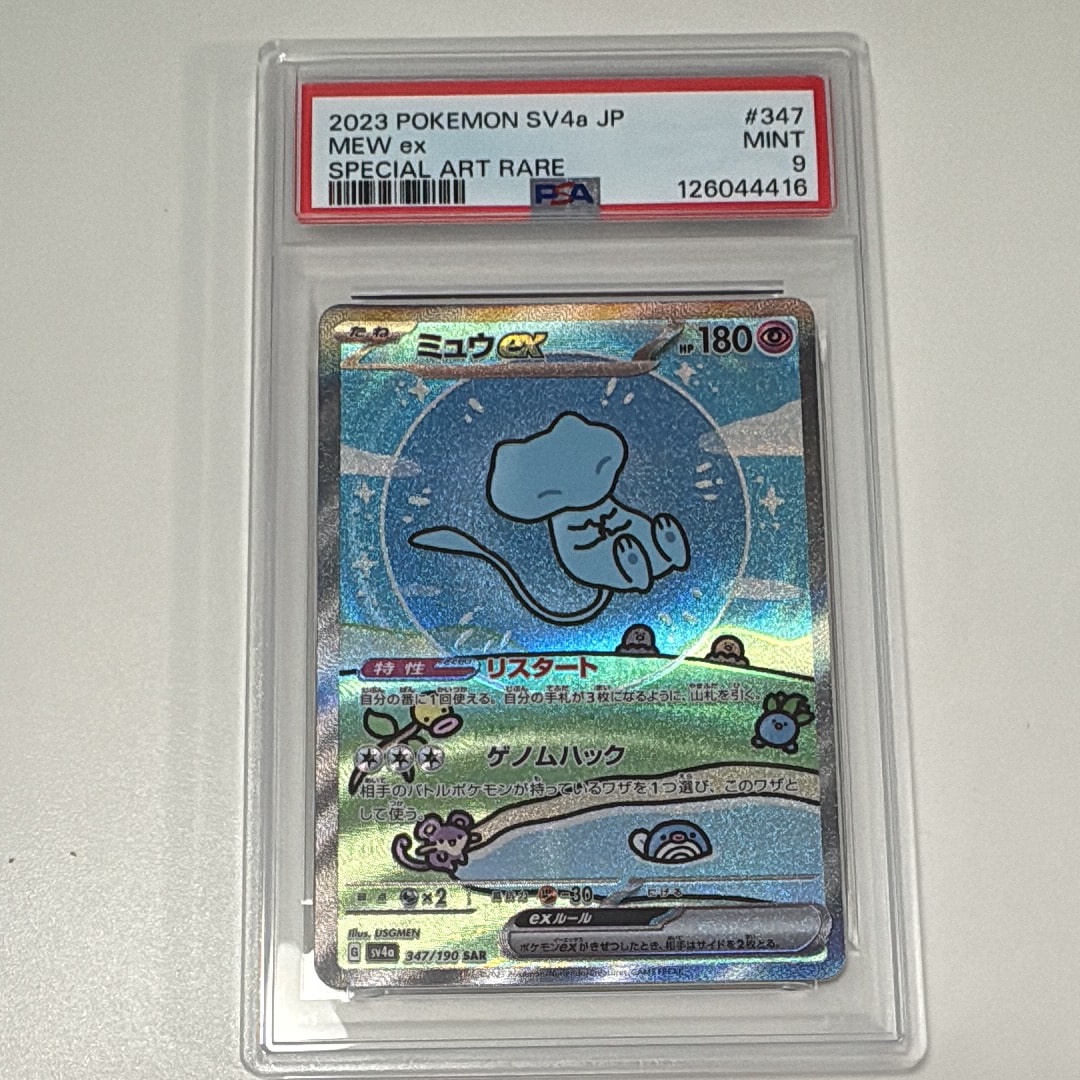 2023 POKEMON SV4a JP #347
MEW ex MINT
SPECIAL ART RARE 9
PSA 126044416
たね ミュウex HP 180
特性 リスタート
自分の番に1回使える。自分の手札が3枚になるように、山札を引く。
ゲノムハック
相手のバトルポケモンが持っているワザを1つ選び、このワザと
して使う。
×2 -30 にげる
exルール
ポケモンexがきぜつしたとき、相手はサイドを2枚とる。
Illus. USGMEN
G sv4a 347/190 SAR